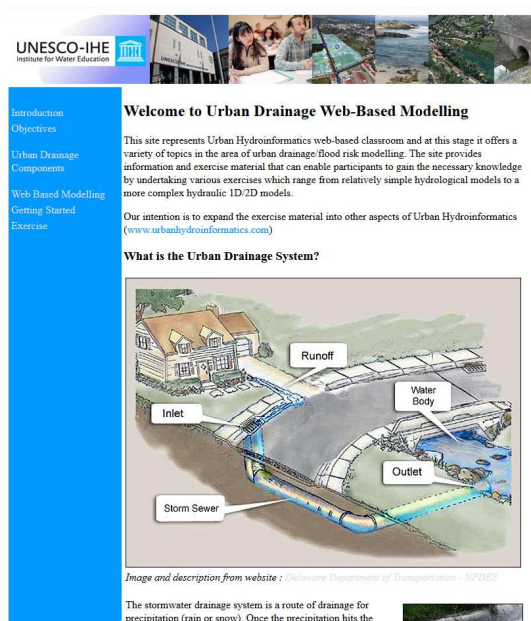 UNESCO-IHE
Institute for Water Education
Introduction
Objectives
Urban Drainage
Components
Web Based Modelling
Getting Started
Exercise
Welcome to Urban Drainage Web-Based Modelling
This site represents Urban Hydroinformatics web-based classroom and at this stage it offers a
variety of topics in the area of urban drainage/flood risk modelling. The site provides
information and exercise material that can enable participants to gain the necessary knowledge
by undertaking various exercises which range from relatively simple hydrological models to a
more complex hydraulic 1D/2D models.
Our intention is to expand the exercise material into other aspects of Urban Hydroinformatics
(www.urbanhydroinformatics.com)
What is the Urban Drainage System?
Runoff
Water
Body
Inlet
Outlet
Storm Sewer
Image and description from website : Delaware Department of Transportation - NPDES
The stormwater drainage system is a route of drainage for
precipitation (rain or snow). Once the precipitation hits the